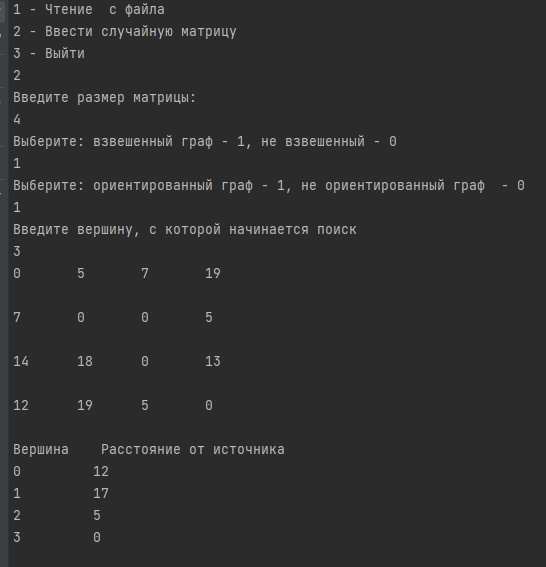 1 - Чтение  с файла
2 - Ввести случайную матрицу
3 - Выйти
2
Введите размер матрицы:
4
Выберите: взвешенный граф - 1, не взвешенный - 0
1
Выберите: ориентированный граф - 1, не ориентированный граф  - 0
1
Введите вершину, с которой начинается поиск
3
0 5 7 19
7 0 0 5
14 18 0 13
12 19 5 0
Вершина    Расстояние от источника
0 12
1 17
2 5
3 0